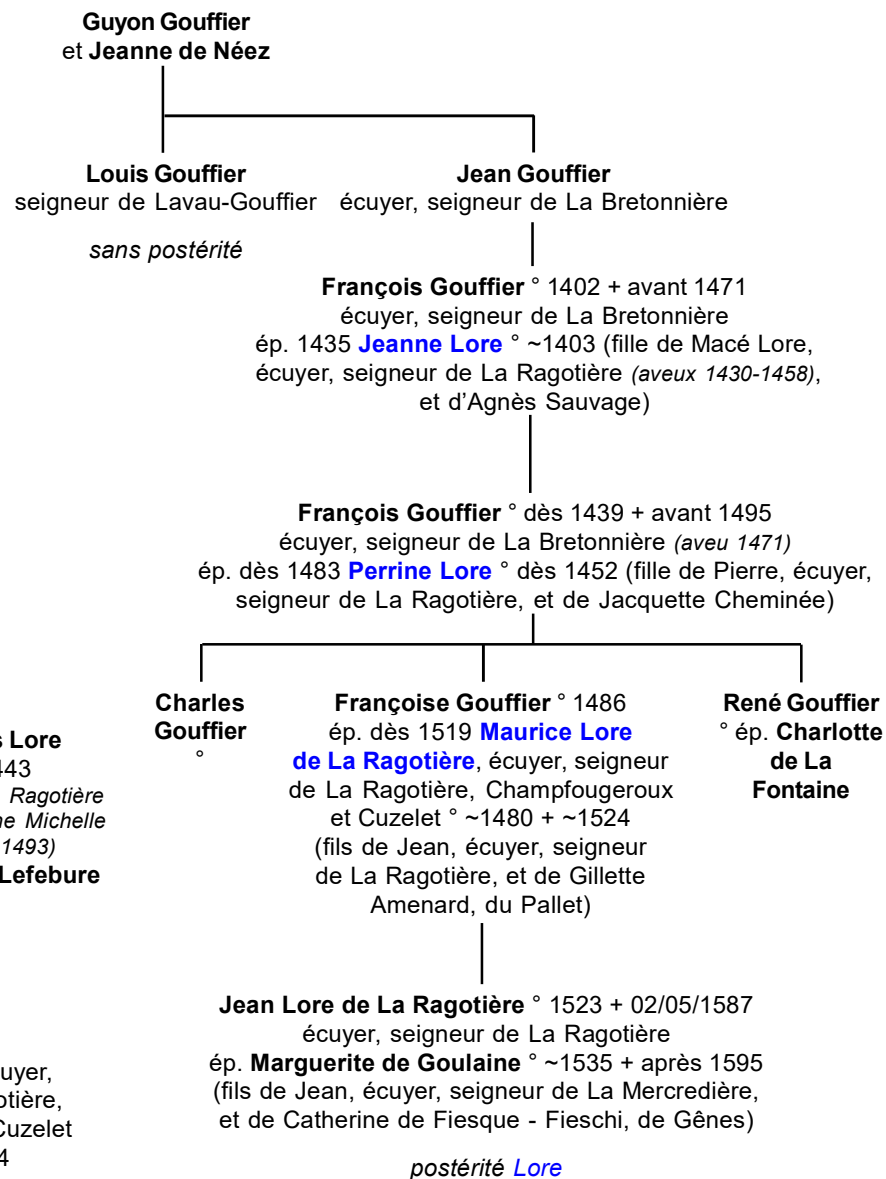 Guyon Gouffier
et Jeanne de Néez
Louis Gouffier
seigneur de Lavau-Gouffier
sans postérité
Jean Gouffier
écuyer, seigneur de La Bretonnière
François Gouffier ° 1402 + avant 1471
écuyer, seigneur de La Bretonnière
ép. 1435 Jeanne Lore ° ~1403 (fille de Macé Lore,
écuyer, seigneur de La Ragotière (aveux 1430-1458),
et d’Agnès Sauvage)
François Gouffier ° dès 1439 + avant 1495
écuyer, seigneur de La Bretonnière (aveu 1471)
ép. dès 1483 Perrine Lore ° dès 1452 (fille de Pierre, écuyer,
seigneur de La Ragotière, et de Jacquette Cheminée)
Charles
Gouffier
°
Françoise Gouffier ° 1486
ép. dès 1519 Maurice Lore
de La Ragotière, écuyer, seigneur
de La Ragotière, Champfougeroux
et Cuzelet ° ~1480 + ~1524
(fils de Jean, écuyer, seigneur
de La Ragotière, et de Gillette
Amenard, du Pallet)
René Gouffier
° ép. Charlotte
de La
Fontaine
Lore
443
Ragotière
Michelle
1493)
Lefebure
Jean Lore de La Ragotière ° 1523 + 02/05/1587
écuyer, seigneur de La Ragotière
ép. Marguerite de Goulaine ° ~1535 + après 1595
(fils de Jean, écuyer, seigneur de La Mercredière,
et de Catherine de Fiesque - Fieschi, de Gênes)
postérité Lore
uyer,
otière,
Cuzelet
4